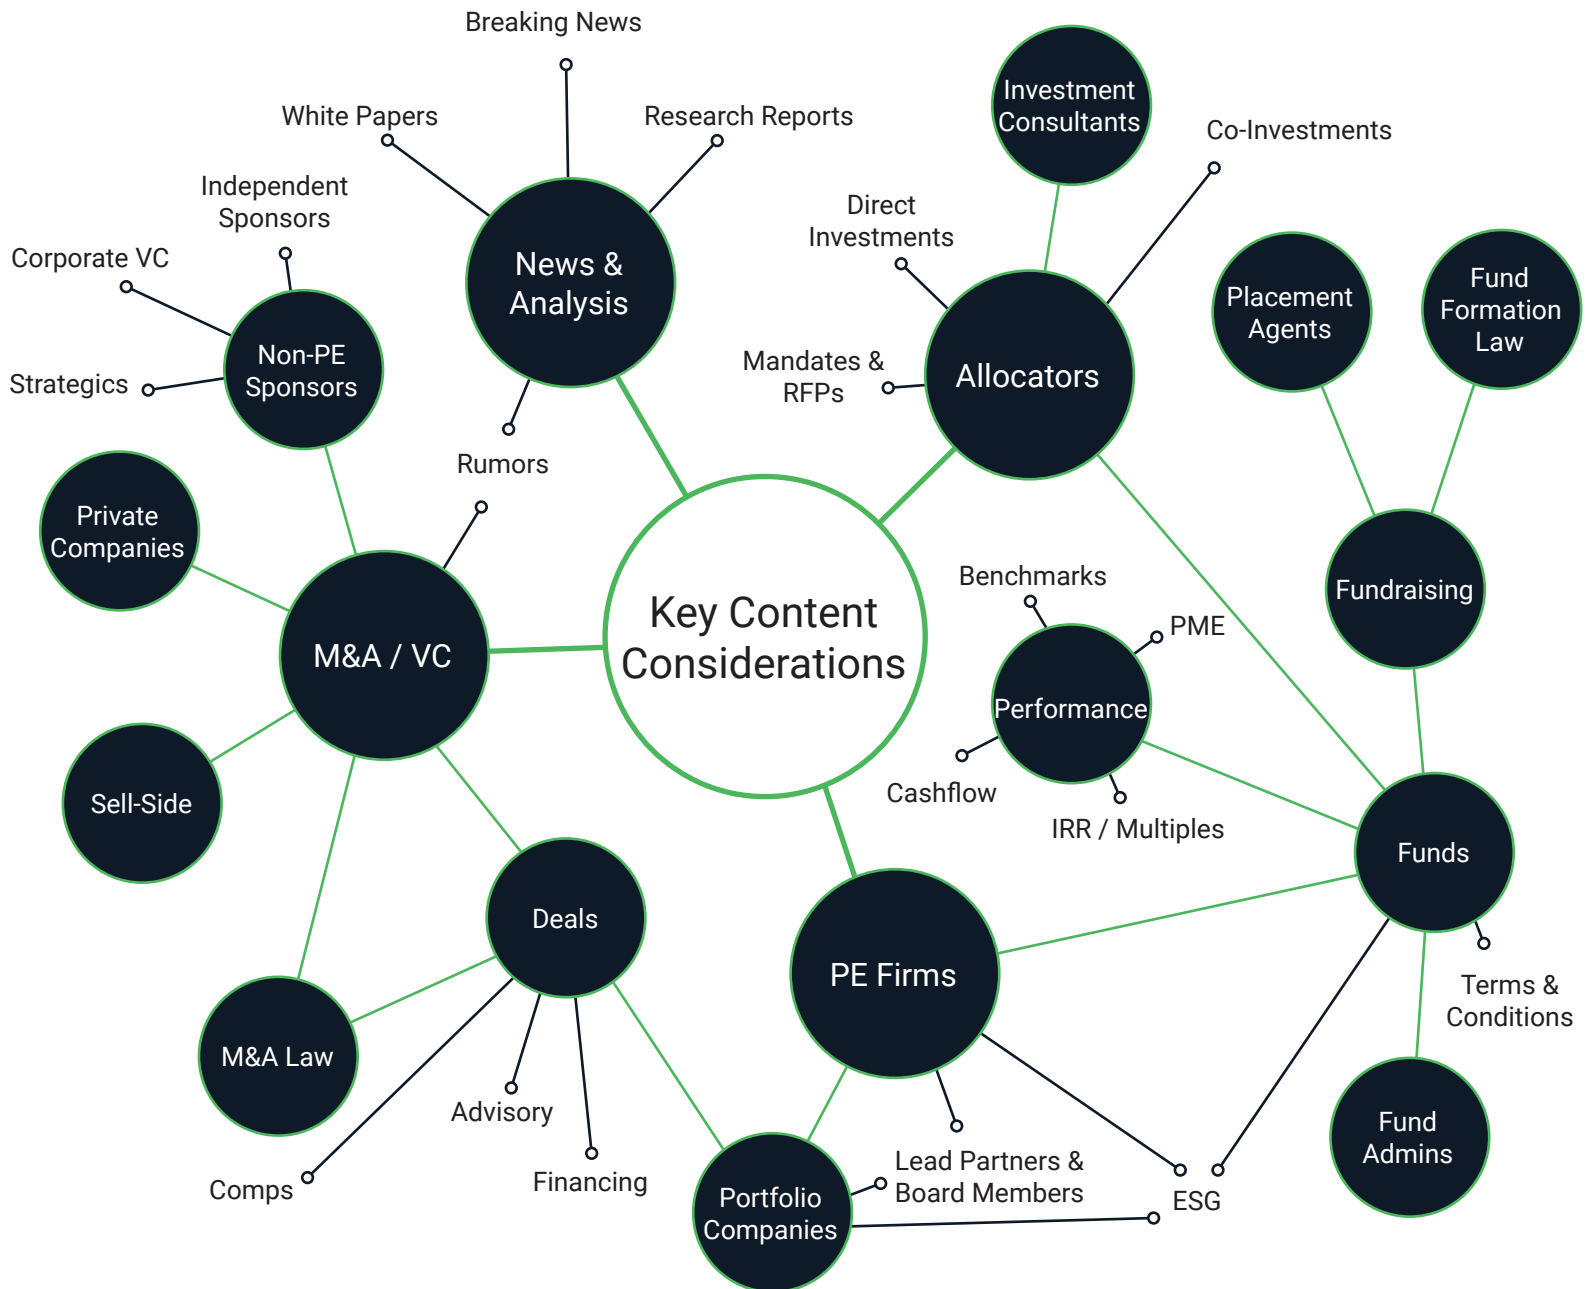 Breaking News
White Papers
Research Reports
Independent
Sponsors
Corporate VC
Strategics
Non-PE
Sponsors
News &
Analysis
Rumors
Investment
Consultants
Co-Investments
Direct
Investments
Mandates &
RFPs
Allocators
Placement
Agents
Fund
Formation
Law
Fundraising
Private
Companies
M&A / VC
Key Content
Considerations
Benchmarks
PME
Performance
Cashflow
IRR / Multiples
Funds
Sell-Side
Deals
PE Firms
Terms &
Conditions
M&A Law
Advisory
Comps
Financing
Lead Partners &
Board Members
Portfolio
Companies
ESG
Fund
Admins